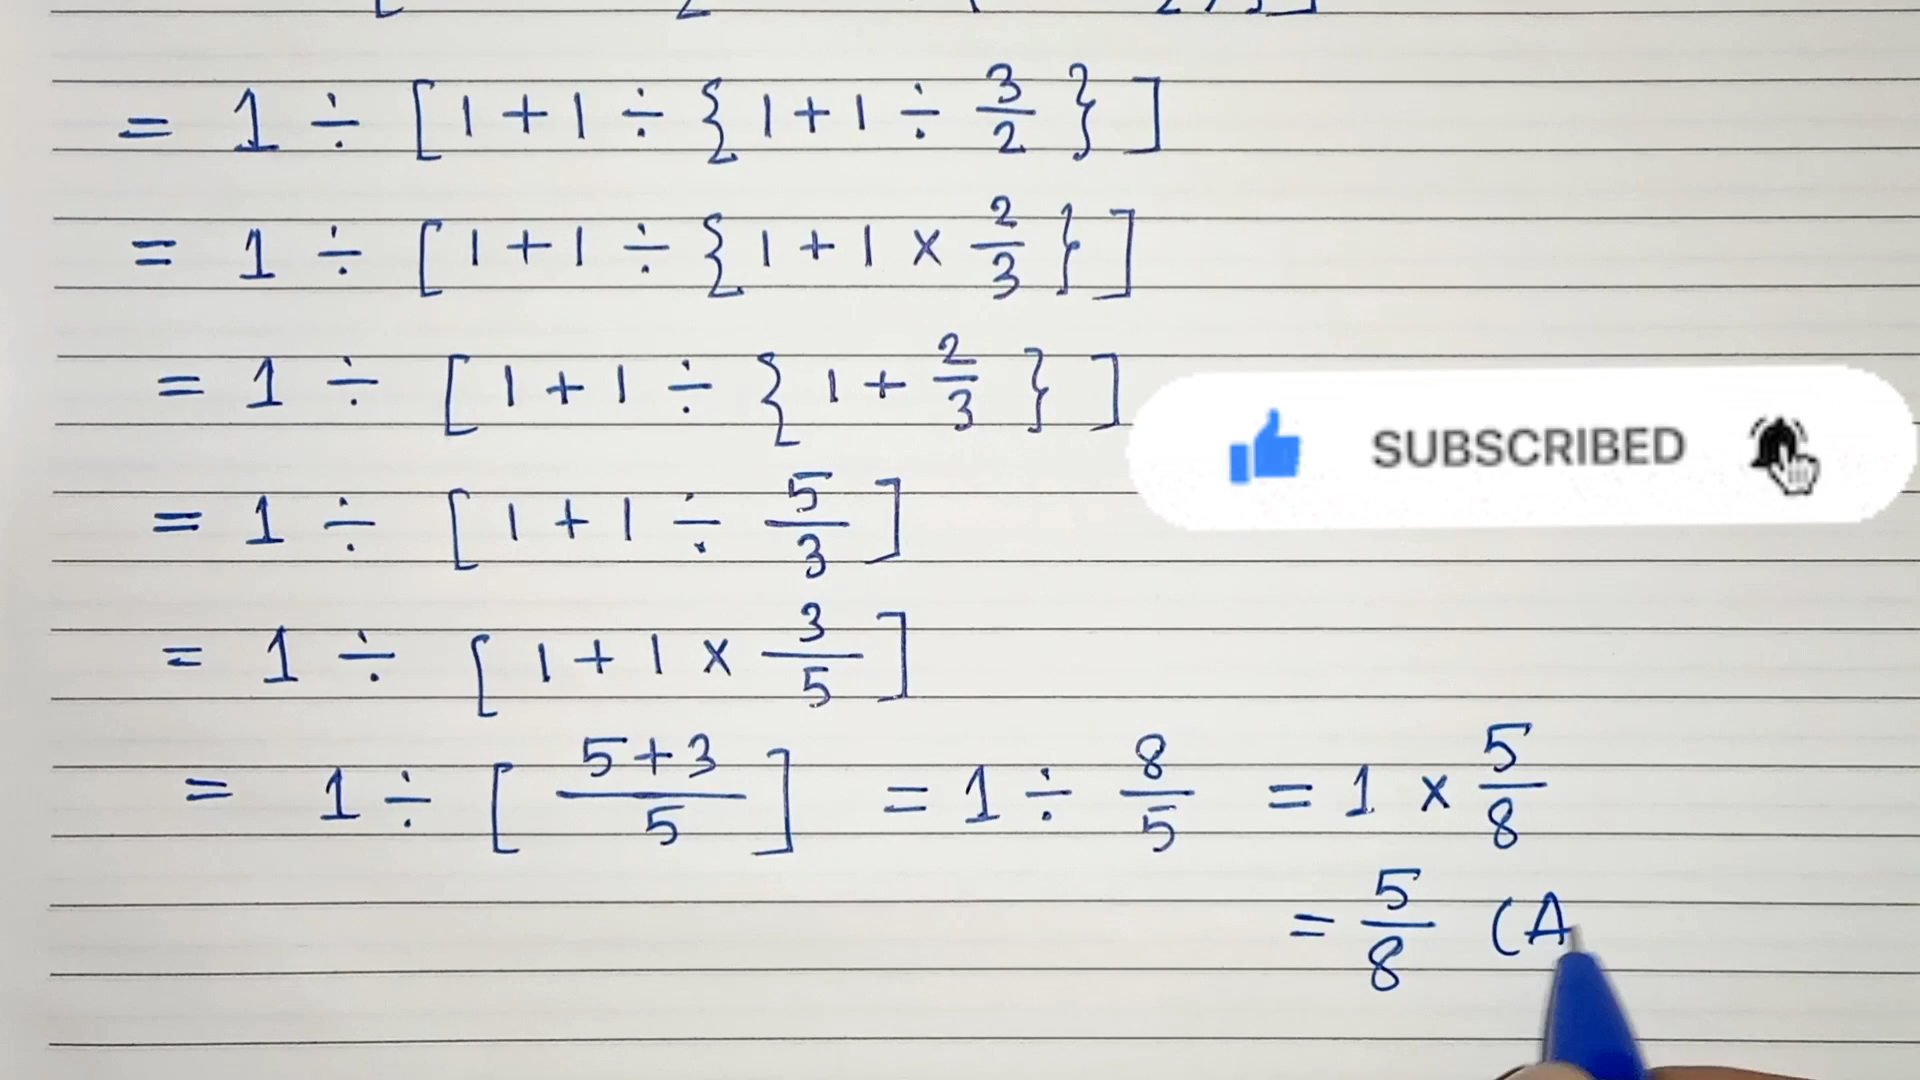 = 1 ÷ [ 1 + 1 ÷ { 1 + 1 ÷ 3/2 } ]
= 1 ÷ [ 1 + 1 ÷ { 1 + 1 × 2/3 } ]
= 1 ÷ [ 1 + 1 ÷ { 1 + 2/3 } ]
SUBSCRIBED
= 1 ÷ [ 1 + 1 ÷ 5/3 ]
= 1 ÷ [ 1 + 1 × 3/5 ]
= 1 ÷ [ (5+3)/5 ] = 1 ÷ 8/5 = 1 × 5/8
= 5/8 (A